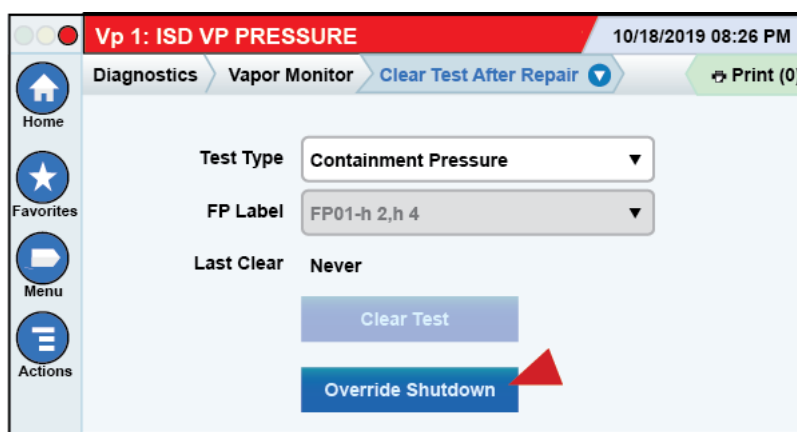 Vp 1: ISD VP PRESSURE
10/18/2019 08:26 PM
Diagnostics Vapor Monitor Clear Test After Repair
Print (0)
Home
Favorites
Menu
Actions
Test Type Containment Pressure
FP Label FP01-h 2,h 4
Last Clear Never
Clear Test
Override Shutdown